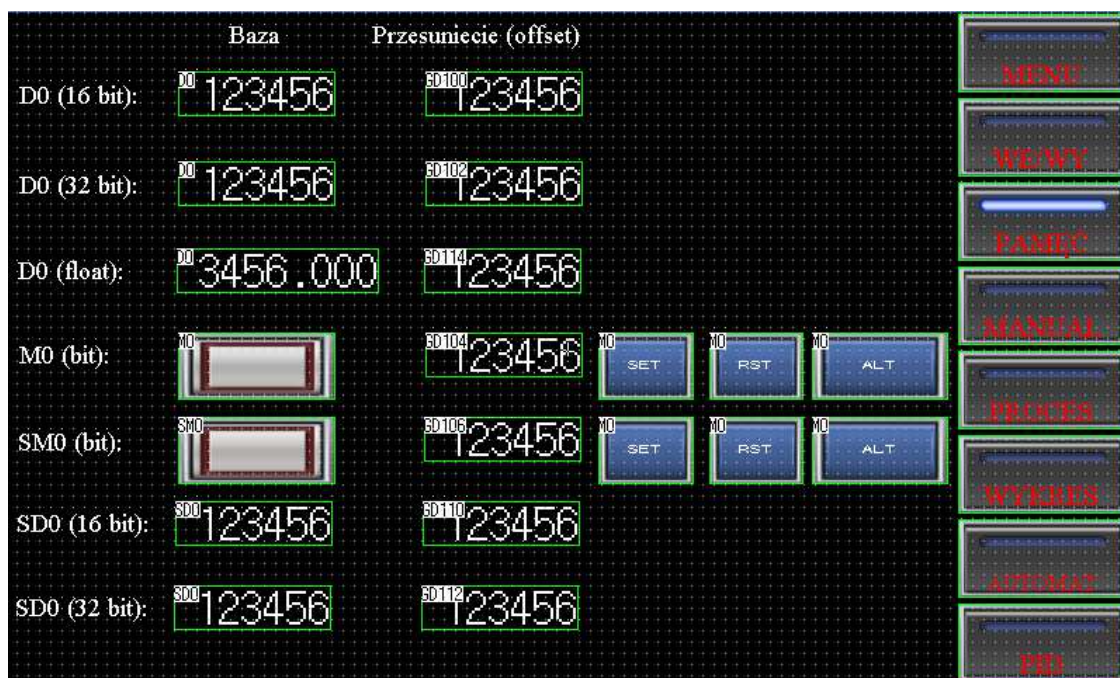 Baza Przesuniecie (offset)
MENU
D0 (16 bit): D0 123456 GD100 123456
WE/WY
D0 (32 bit): D0 123456 GD102 123456
PAMĘĆ
D0 (float): D0 3456.000 GD114 123456
MANUAL
M0 (bit): M0 GD104 123456 M0 SET M0 RST M0 ALT
PROCES
SM0 (bit): SM0 GD106 123456 M0 SET M0 RST M0 ALT
WYKRES
SD0 (16 bit): SD0 123456 GD110 123456
AUTOMAT
SD0 (32 bit): SD0 123456 GD112 123456
PID